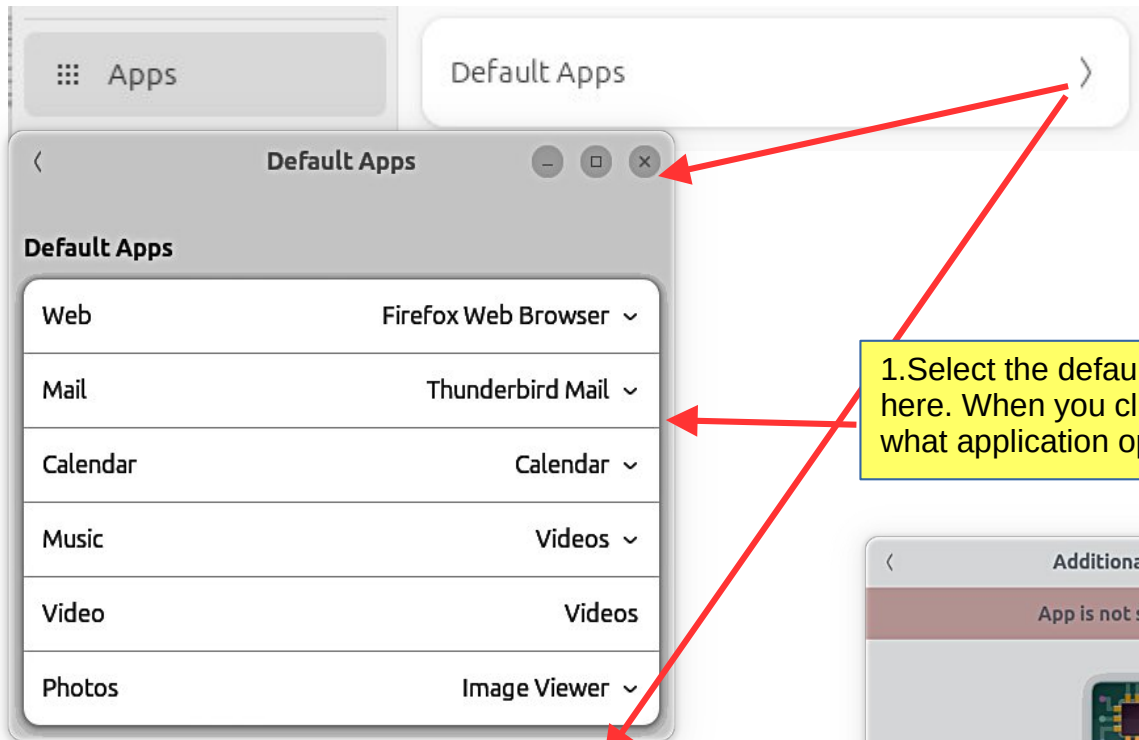 Apps
Default Apps
Default Apps
Default Apps
Web Firefox Web Browser
Mail Thunderbird Mail
Calendar Calendar
Music Videos
Video Videos
Photos Image Viewer
1.Select the defau
here. When you cl
what application o
Additiona
App is not